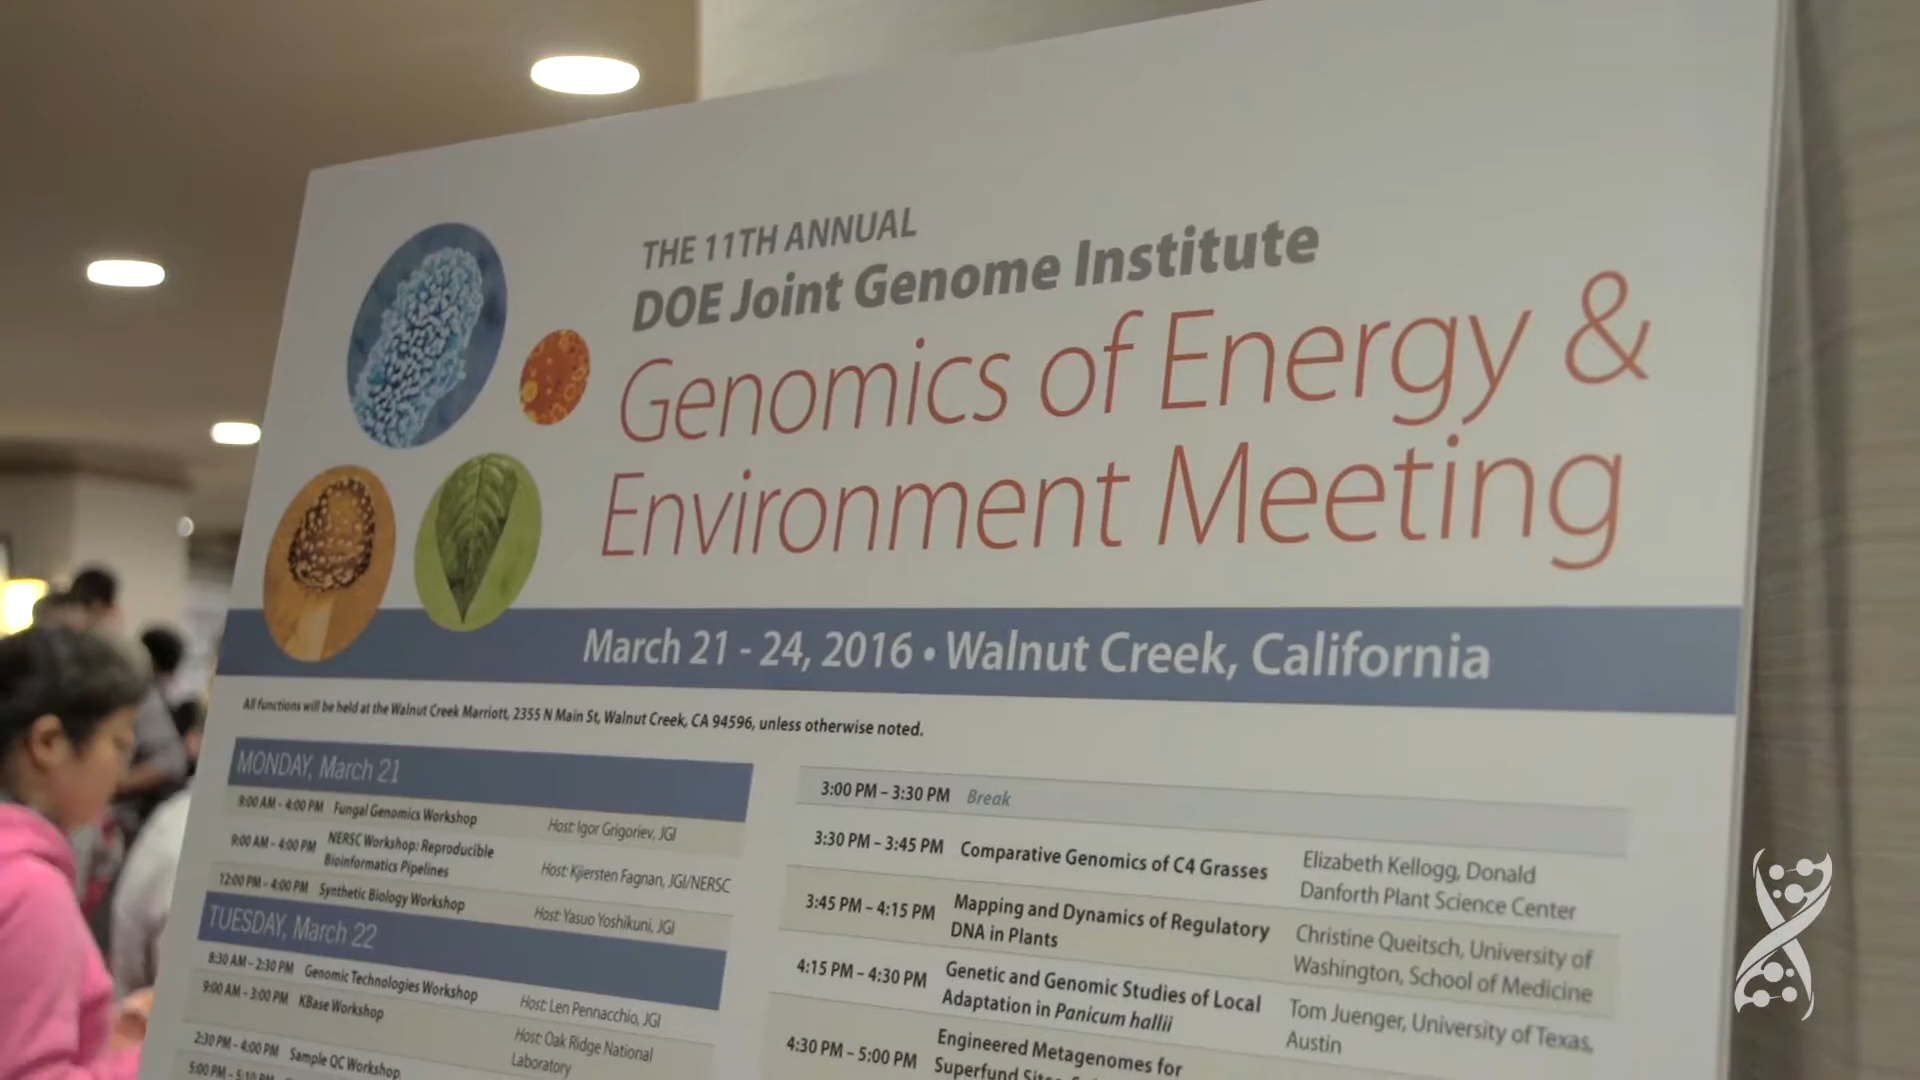 THE 11TH ANNUAL
DOE Joint Genome Institute
Genomics of Energy &
Environment Meeting
March 21 - 24, 2016 • Walnut Creek, California
All functions will be held at the Walnut Creek Marriott, 2355 N Main St, Walnut Creek, CA 94596, unless otherwise noted.
MONDAY, March 21
9:00 AM – 4:00 PM Fungal Genomics Workshop Host: Igor Grigoriev, JGI
9:00 AM – 4:00 PM NERSC Workshop: Reproducible
Bioinformatics Pipelines Host: Kjiersten Fagnan, JGI/NERSC
12:00 PM – 4:00 PM Synthetic Biology Workshop Host: Yasuo Yoshikuni, JGI
TUESDAY, March 22
8:30 AM – 2:30 PM Genomic Technologies Workshop Host: Len Pennacchio, JGI
9:00 AM – 3:00 PM KBase Workshop Host: Oak Ridge National
Laboratory
2:30 PM – 4:00 PM Sample QC Workshop
5:00 PM – 5:10 PM
3:00 PM – 3:30 PM Break
3:30 PM – 3:45 PM Comparative Genomics of C4 Grasses Elizabeth Kellogg, Donald
Danforth Plant Science Center
3:45 PM – 4:15 PM Mapping and Dynamics of Regulatory
DNA in Plants Christine Queitsch, University of
Washington, School of Medicine
4:15 PM – 4:30 PM Genetic and Genomic Studies of Local
Adaptation in Panicum hallii Tom Juenger, University of Texas,
Austin
4:30 PM – 5:00 PM Engineered Metagenomes for
Superfund